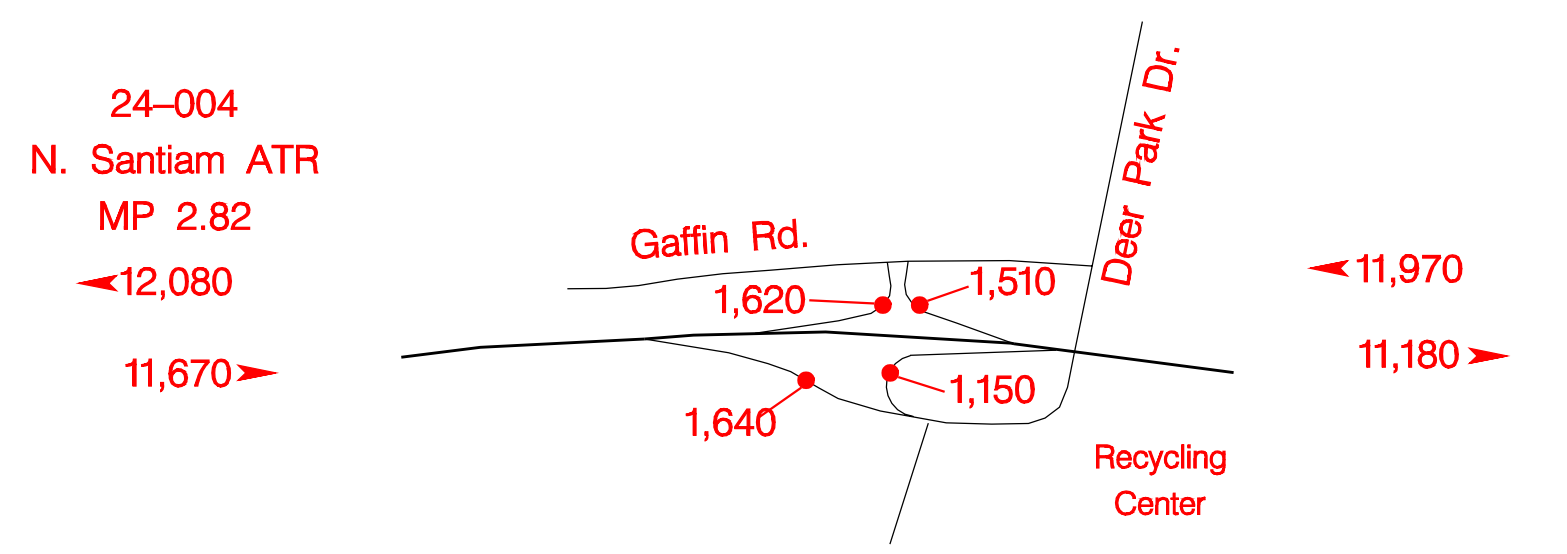 24–004
N. Santiam ATR
MP 2.82
12,080
11,670
Gaffin Rd.
1,620
1,510
1,640
1,150
Deer Park Dr.
11,970
11,180
Recycling
Center